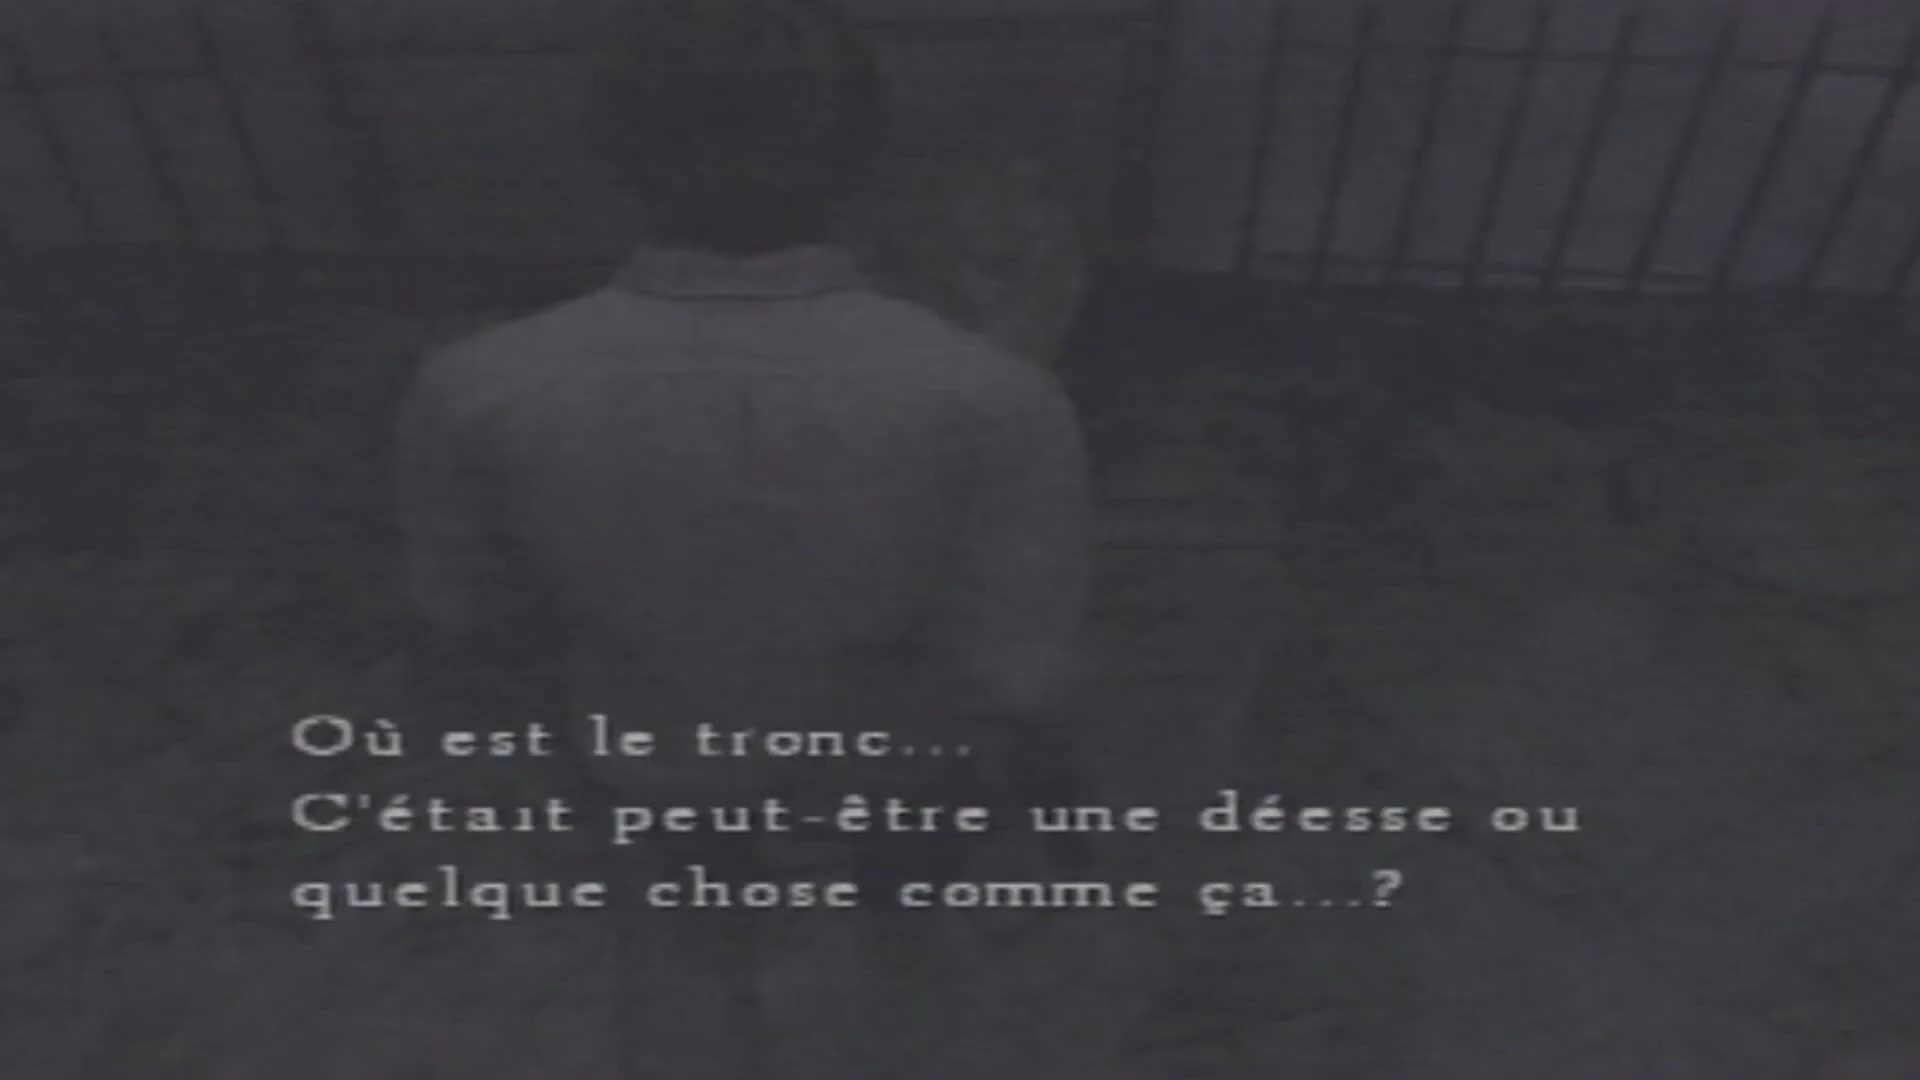 Où est le tronc...
C'était peut-être une déesse ou
quelque chose comme ça...?